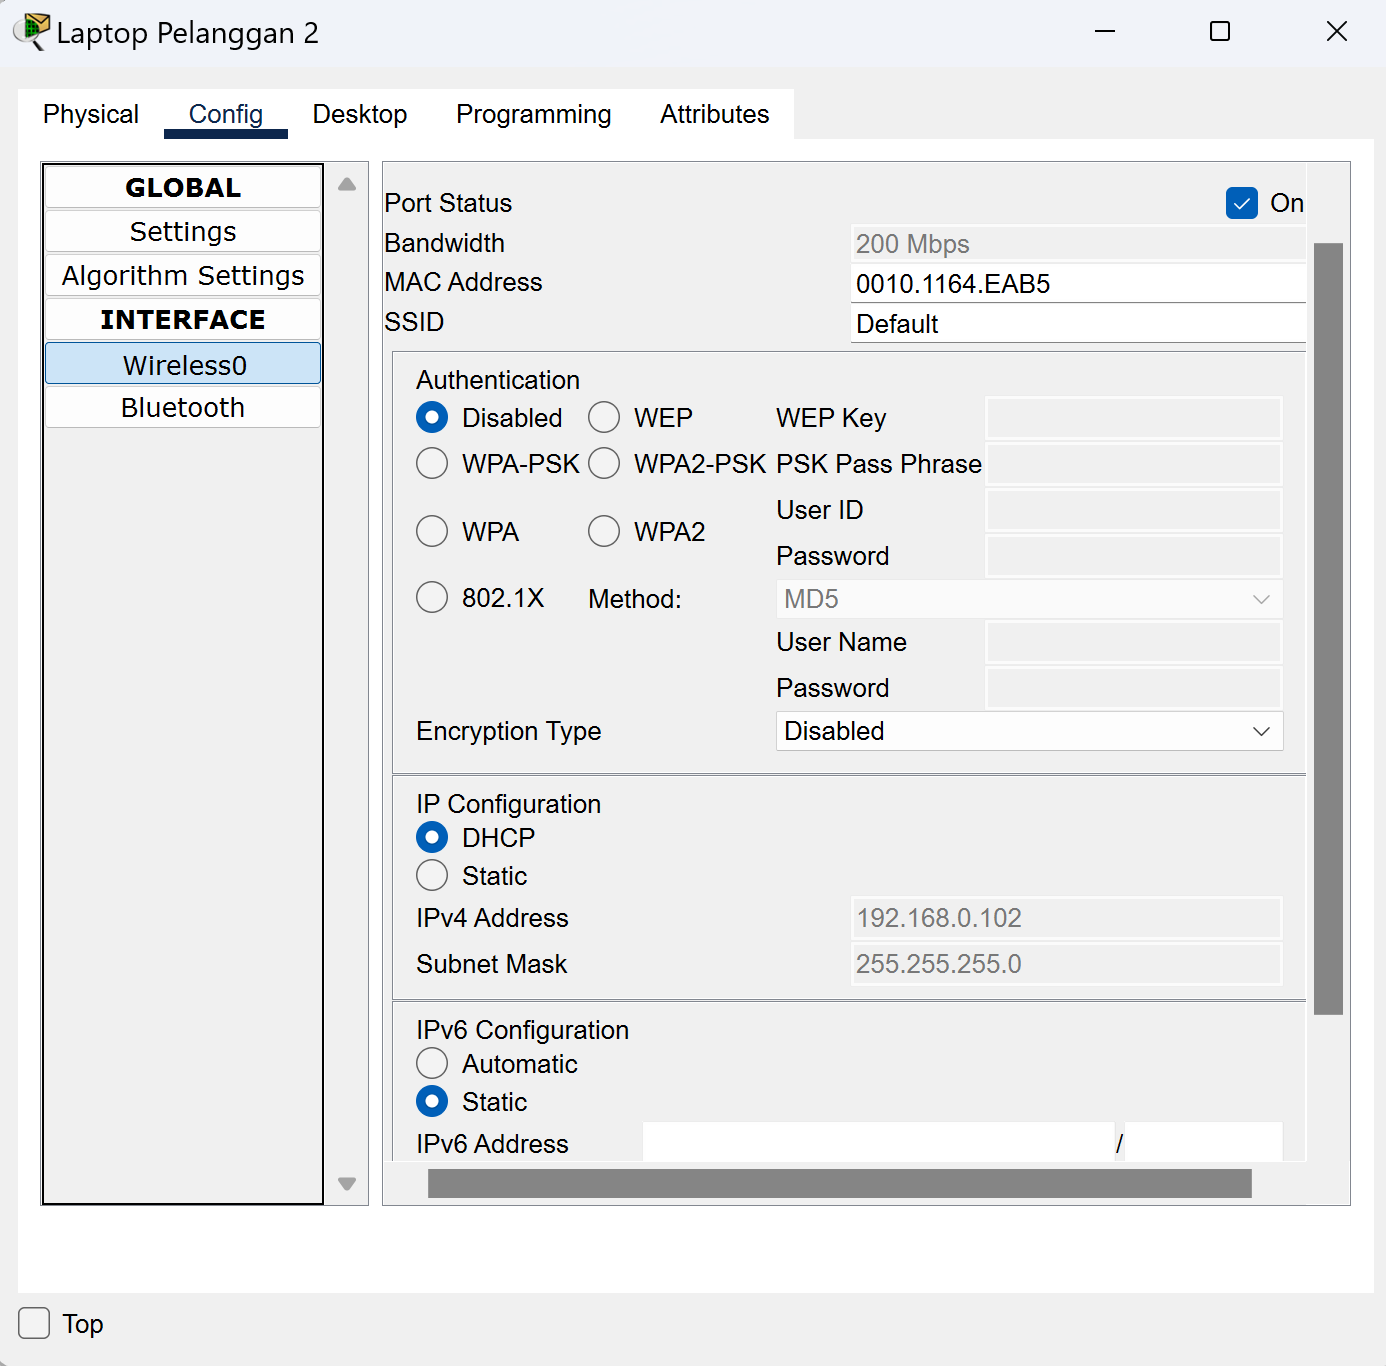 Laptop Pelanggan 2
Physical Config Desktop Programming Attributes
GLOBAL
Settings
Algorithm Settings
INTERFACE
Wireless0
Bluetooth
Port Status On
Bandwidth 200 Mbps
MAC Address 0010.1164.EAB5
SSID Default
Authentication
Disabled WEP WEP Key
WPA-PSK WPA2-PSK PSK Pass Phrase
User ID
WPA WPA2
Password
802.1X Method: MD5
User Name
Password
Encryption Type Disabled
IP Configuration
DHCP
Static
IPv4 Address 192.168.0.102
Subnet Mask 255.255.255.0
IPv6 Configuration
Automatic
Static
IPv6 Address /
Top